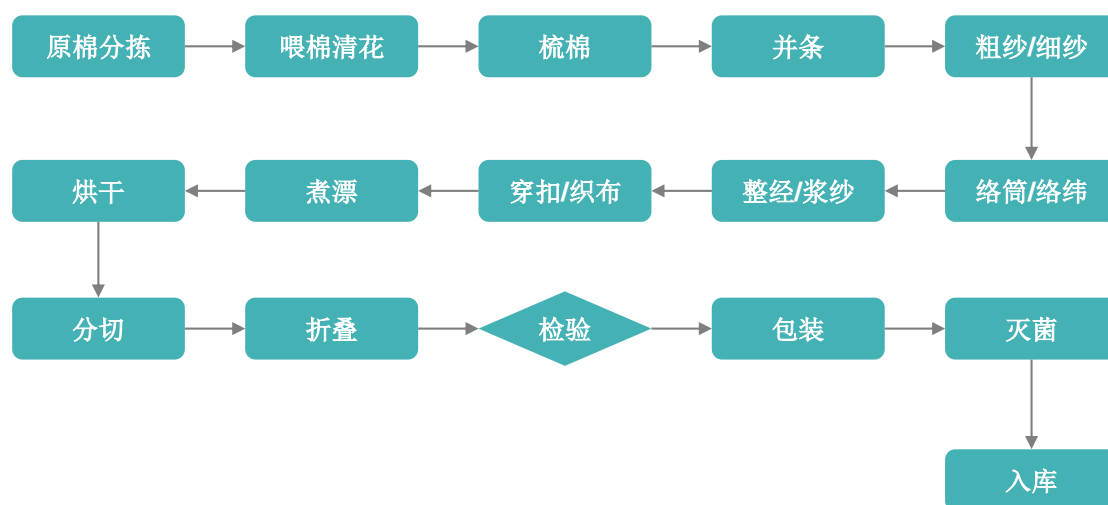 原棉分拣
喂棉清花
梳棉
并条
粗纱/细纱
烘干
煮漂
穿扣/织布
整经/浆纱
络筒/络纬
分切
折叠
检验
包装
灭菌
入库